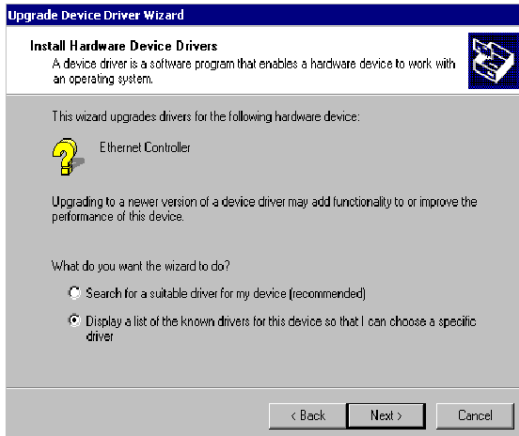 Upgrade Device Driver Wizard
Install Hardware Device Drivers
A device driver is a software program that enables a hardware device to work with
an operating system.
This wizard upgrades drivers for the following hardware device:
Ethernet Controller
Upgrading to a newer version of a device driver may add functionality to or improve the
performance of this device.
What do you want the wizard to do?
Search for a suitable driver for my device (recommended)
Display a list of the known drivers for this device so that I can choose a specific
driver
< Back
Next >
Cancel